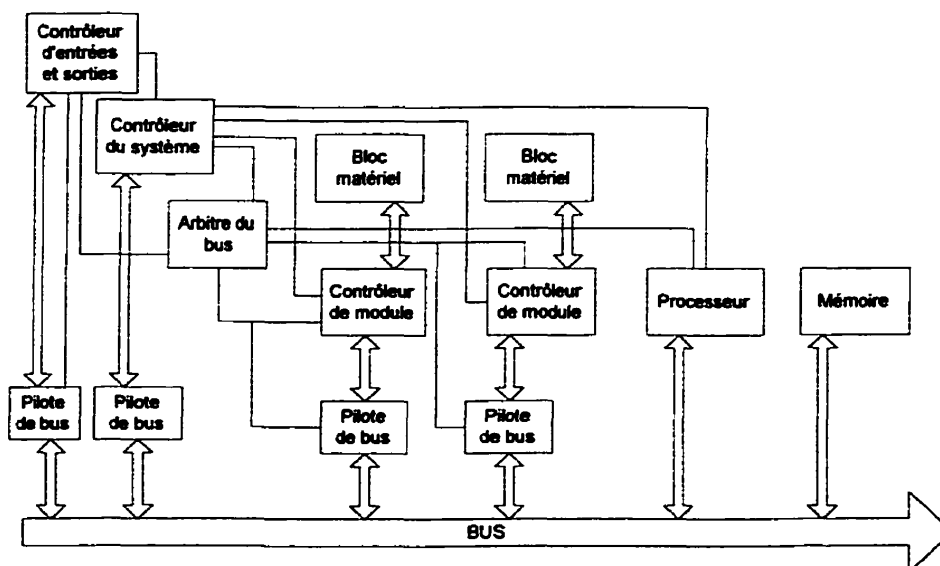 Contrôleur
d'entrées
et sorties
Contrôleur
du système
Bloc
matériel
Bloc
matériel
Arbitre du
bus
Contrôleur
de module
Contrôleur
de module
Processeur
Mémoire
Pilote
de bus
Pilote
de bus
Pilote
de bus
Pilote
de bus
BUS